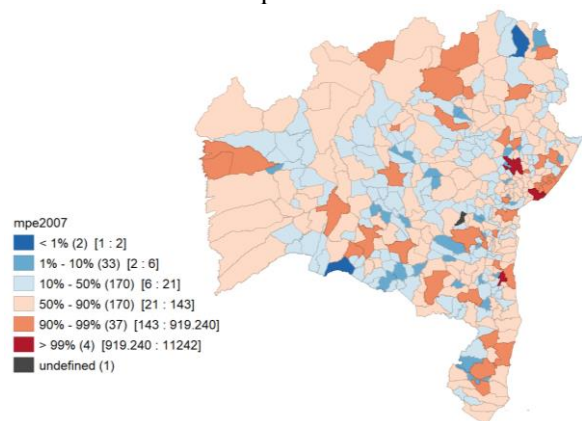 mpe2007
< 1% (2) [1 : 2]
1% - 10% (33) [2 : 6]
10% - 50% (170) [6 : 21]
50% - 90% (170) [21 : 143]
90% - 99% (37) [143 : 919.240]
> 99% (4) [919.240 : 11242]
undefined (1)